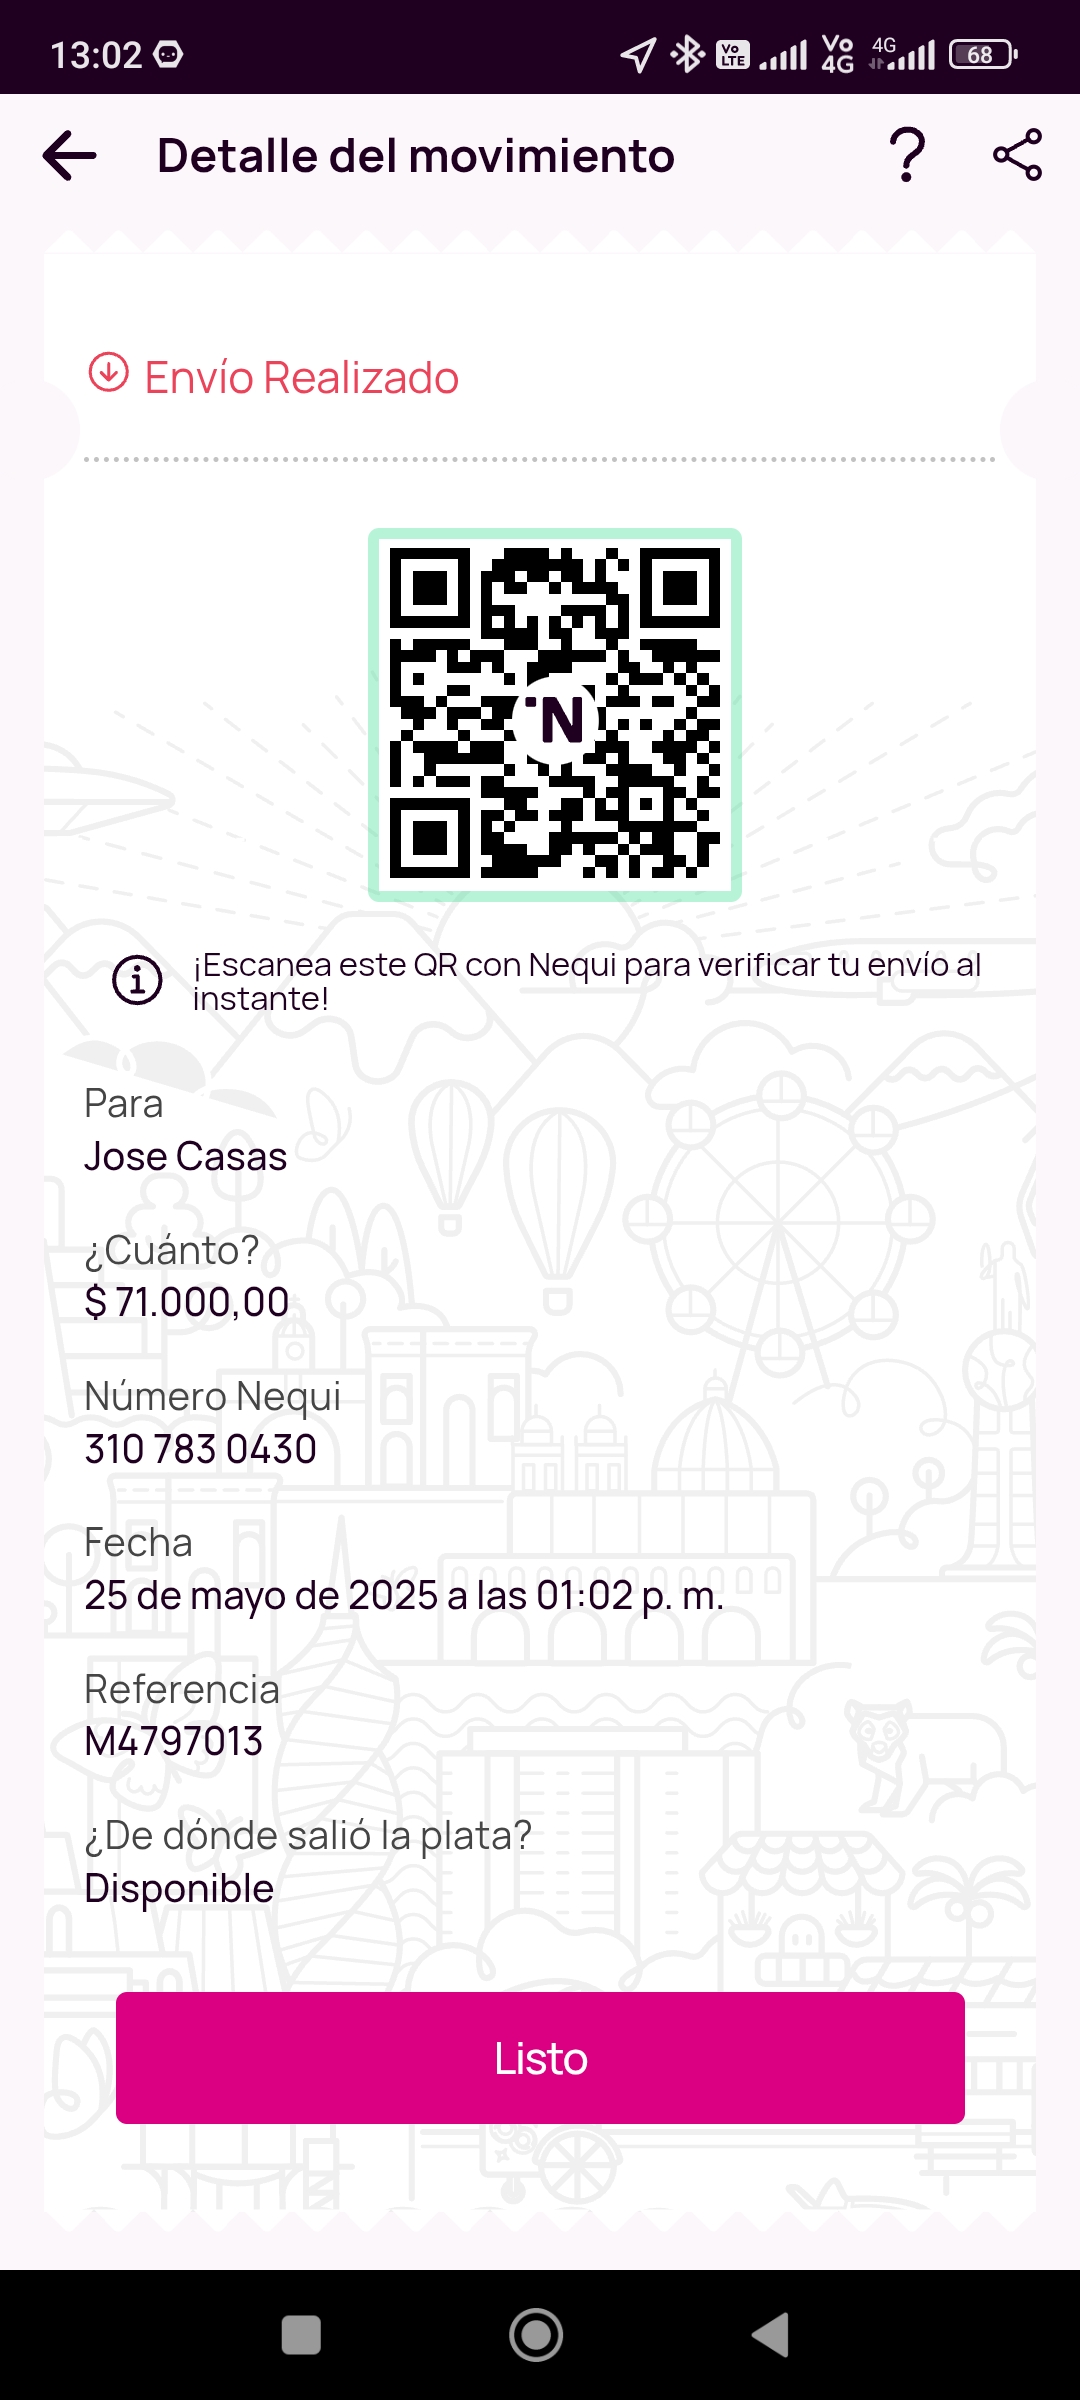 13:02
Vo LTE Vo 4G 4G 68
Detalle del movimiento
Envío Realizado
N
¡Escanea este QR con Nequi para verificar tu envío al
instante!
Para
Jose Casas
¿Cuánto?
$ 71.000,00
Número Nequi
310 783 0430
Fecha
25 de mayo de 2025 a las 01:02 p. m.
Referencia
M4797013
¿De dónde salió la plata?
Disponible
Listo